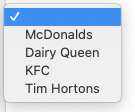 McDonalds
Dairy Queen
KFC
Tim Hortons